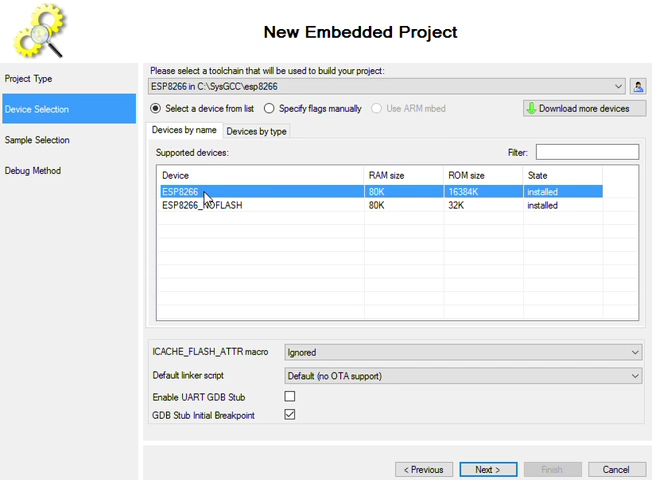 New Embedded Project
Project Type
Device Selection
Sample Selection
Debug Method
Please select a toolchain that will be used to build your project:
ESP8266 in C:\SysGCC\esp8266
Select a device from list
Specify flags manually
Use ARM mbed
Download more devices
Devices by name
Devices by type
Supported devices:
Filter:
Device RAM size ROM size State
ESP8266 80K 16384K installed
ESP8266_NOFLASH 80K 32K installed
ICACHE_FLASH_ATTR macro Ignored
Default linker script Default (no OTA support)
Enable UART GDB Stub
GDB Stub Initial Breakpoint
< Previous Next > Finish Cancel